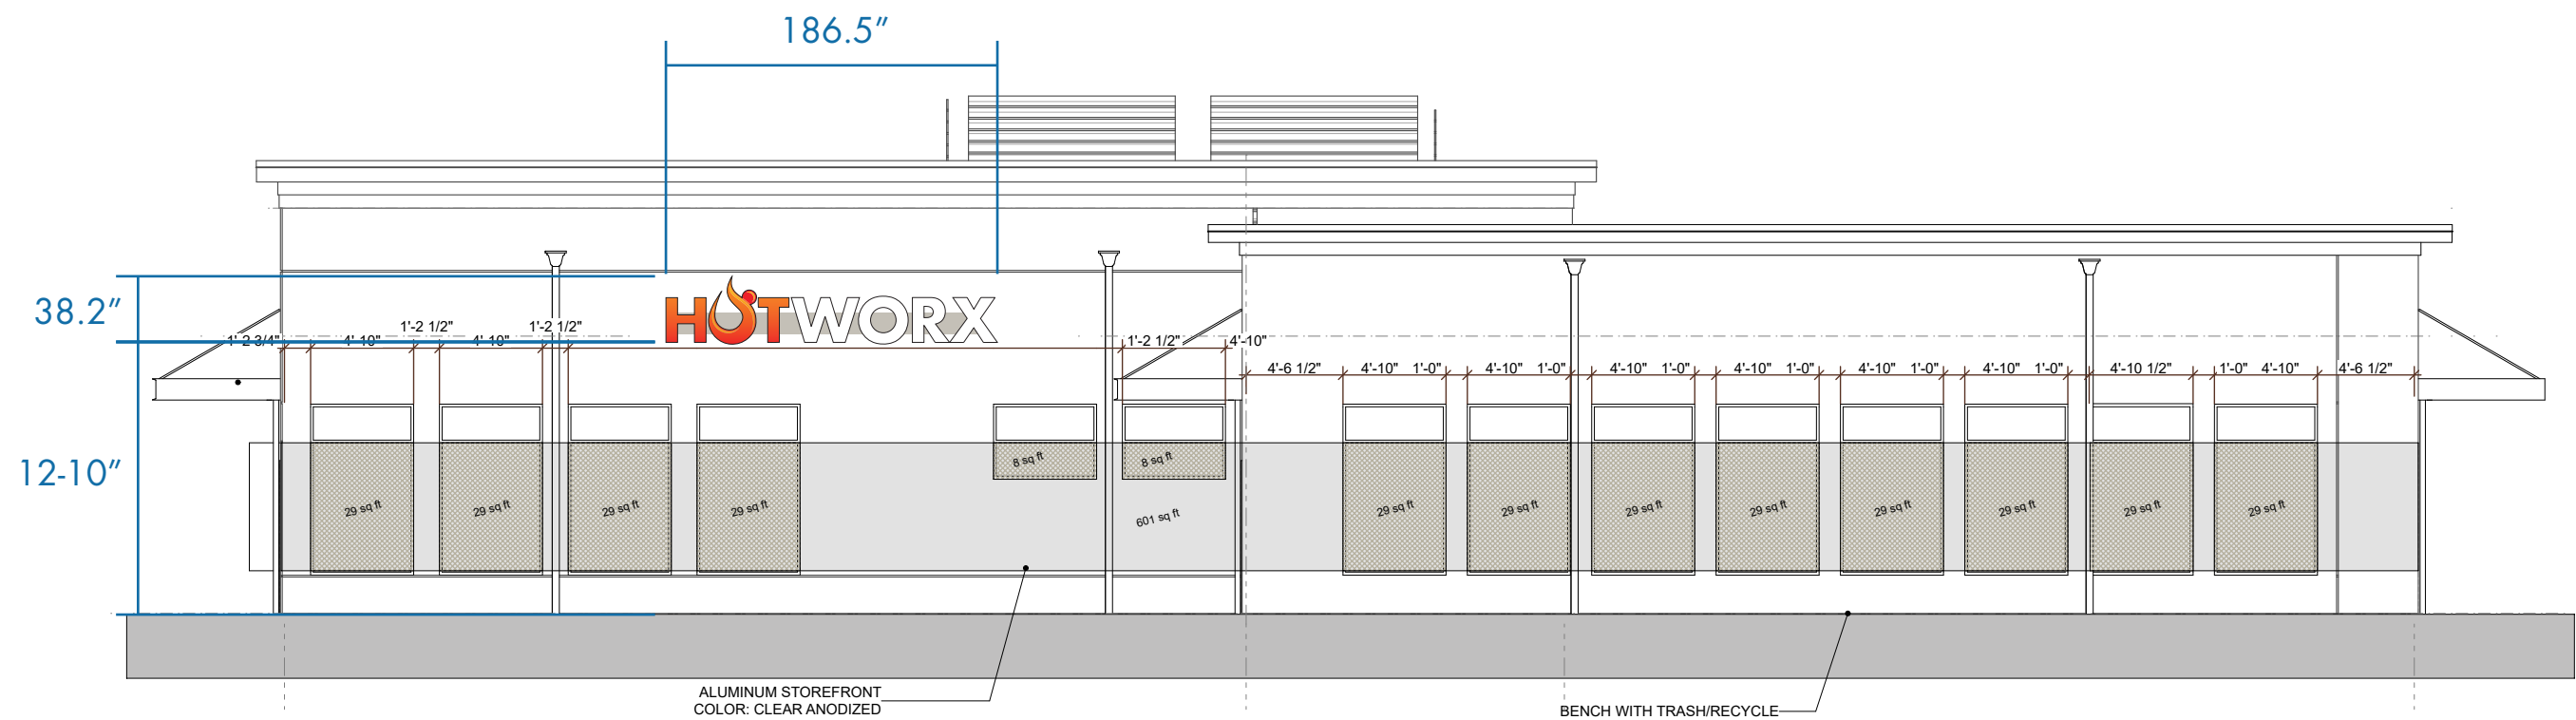 186.5"
38.2"
HOTWORX
1'-2 1/2"
1'-2 1/2"
1'-2 3/4"
4'-10"
4'-10"
1'-2 1/2"
4'-10"
4'-6 1/2"
4'-10"
1'-0"
4'-10"
1'-0"
4'-10"
1'-0"
4'-10"
1'-0"
4'-10"
1'-0"
4'-10"
1'-0"
4'-10 1/2"
1'-0"
4'-10"
4'-6 1/2"
12-10"
8 sq ft
8 sq ft
29 sq ft
29 sq ft
29 sq ft
29 sq ft
601 sq ft
29 sq ft
29 sq ft
29 sq ft
29 sq ft
29 sq ft
29 sq ft
29 sq ft
29 sq ft
ALUMINUM STOREFRONT
COLOR: CLEAR ANODIZED
BENCH WITH TRASH/RECYCLE